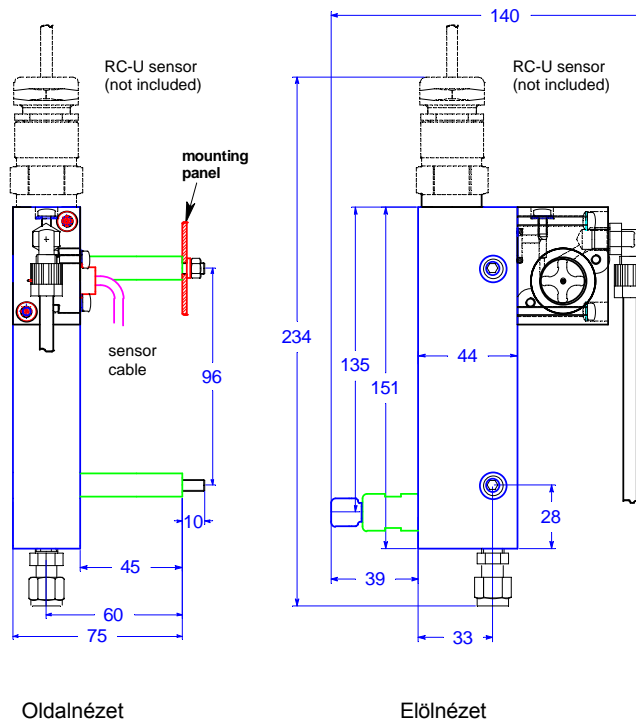 140
RC-U sensor
(not included)
RC-U sensor
(not included)
mounting
panel
sensor
cable
96
234
135
151
44
10
28
45
39
60
33
75
Oldalnézet
Elölnézet